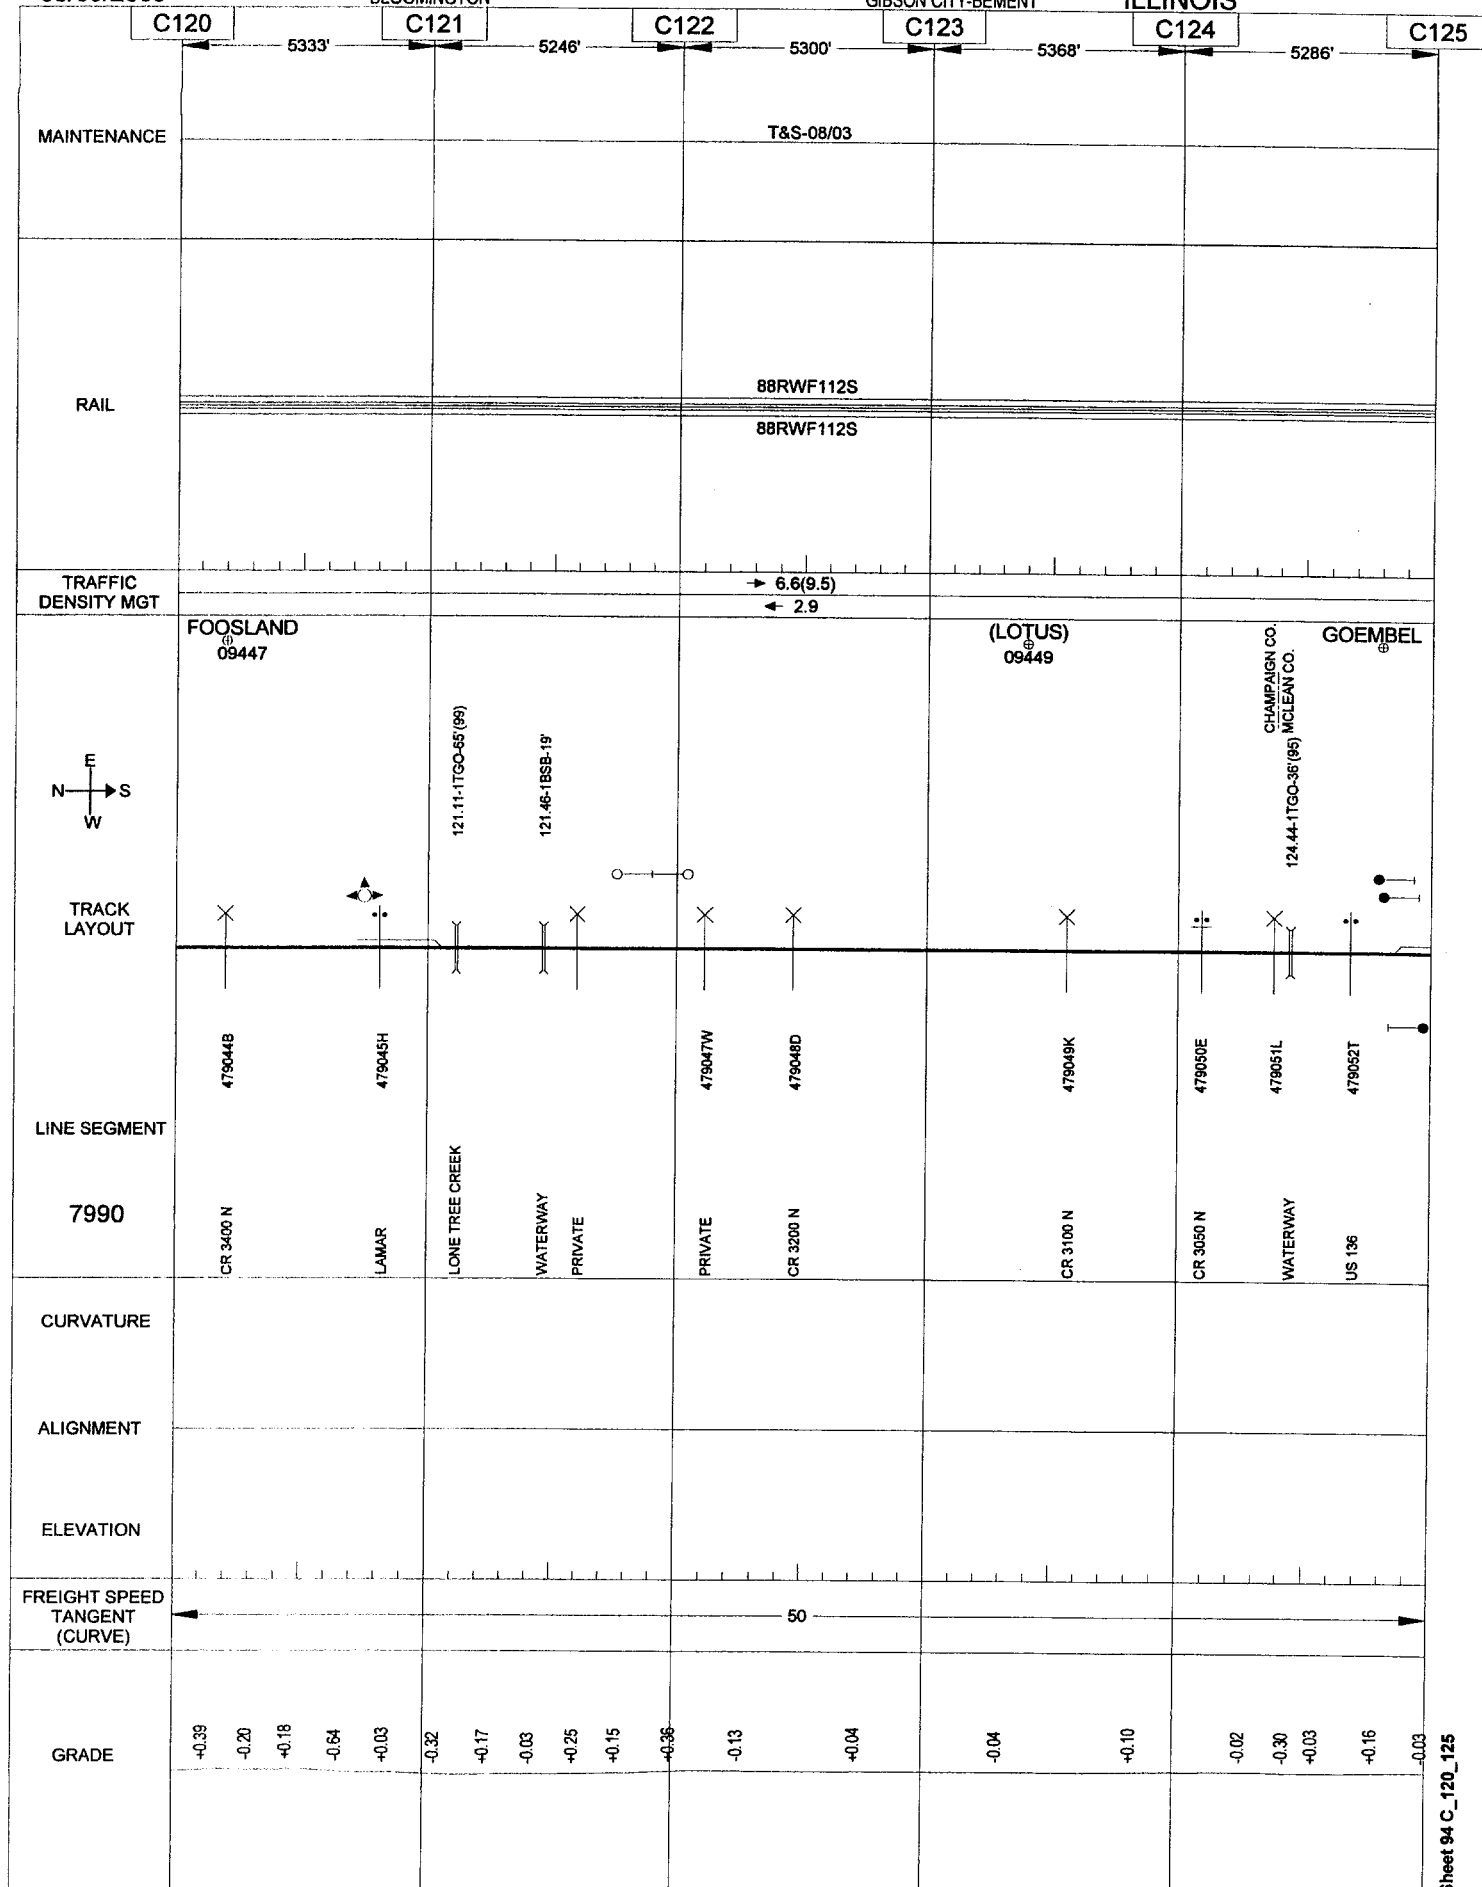 BLOOMINGTON
GIBSON CITY-BEMENT
ILLINOIS
C120
C121
C122
C123
C124
C125
5333'
5246'
5300'
5368'
5286'
MAINTENANCE
T&S-08/03
RAIL
88RWF112S
88RWF112S
TRAFFIC
DENSITY MGT
6.6(9.5)
2.9
FOOSLAND
09447
(LOTUS)
09449
GOEMBEL
CHAMPAIGN CO.
MCLEAN CO.
121.11-1TGO-65'(99)
121.46-1BSB-19'
124.44-1TGO-36'(95)
E
N
S
W
TRACK
LAYOUT
479044B
479045H
479047W
479048D
479049K
479050E
479051L
479052T
LINE SEGMENT
7990
CR 3400 N
LAMAR
LONE TREE CREEK
WATERWAY
PRIVATE
PRIVATE
CR 3200 N
CR 3100 N
CR 3050 N
WATERWAY
US 136
CURVATURE
ALIGNMENT
ELEVATION
FREIGHT SPEED
TANGENT
(CURVE)
50
GRADE
+0.39
-0.20
+0.18
-0.64
+0.03
-0.32
+0.17
-0.03
+0.25
+0.15
+0.36
-0.13
+0.04
-0.04
+0.10
-0.02
-0.30
+0.03
+0.16
-0.03
Sheet 94 C_120_125